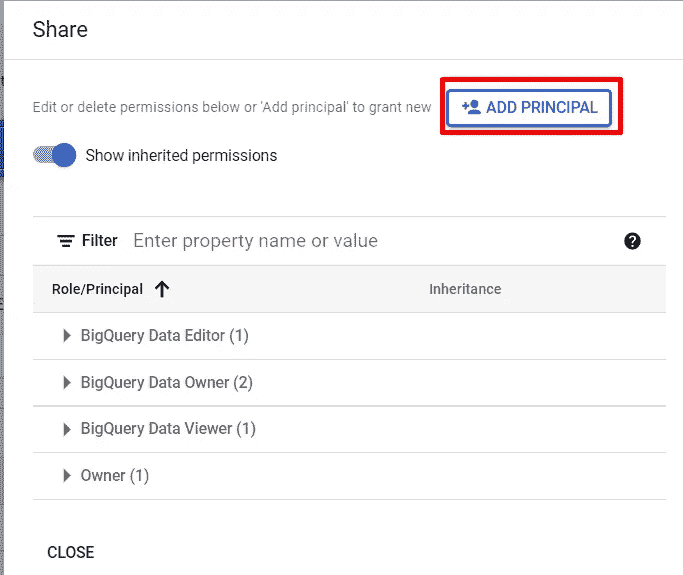 Share
Edit or delete permissions below or 'Add principal' to grant new
ADD PRINCIPAL
Show inherited permissions
Filter Enter property name or value
Role/Principal Inheritance
BigQuery Data Editor (1)
BigQuery Data Owner (2)
BigQuery Data Viewer (1)
Owner (1)
CLOSE